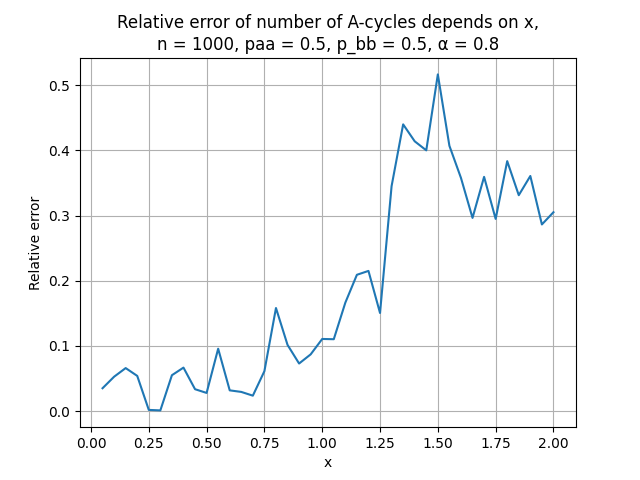 Relative error of number of A-cycles depends on x,
n = 1000, paa = 0.5, p_bb = 0.5, α = 0.8
0.5
0.4
0.3
0.2
0.1
0.0
Relative error
0.00 0.25 0.50 0.75 1.00 1.25 1.50 1.75 2.00
x